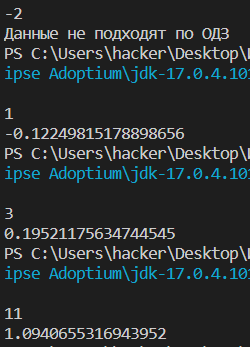 -2
Данные не подходят по ОДЗ
PS C:\Users\hacker\Desktop\
ipse Adoptium\jdk-17.0.4.10
1
-0.12249815178898656
PS C:\Users\hacker\Desktop\
ipse Adoptium\jdk-17.0.4.10
3
0.19521175634744545
PS C:\Users\hacker\Desktop\
ipse Adoptium\jdk-17.0.4.10
11
1.0940655316943952